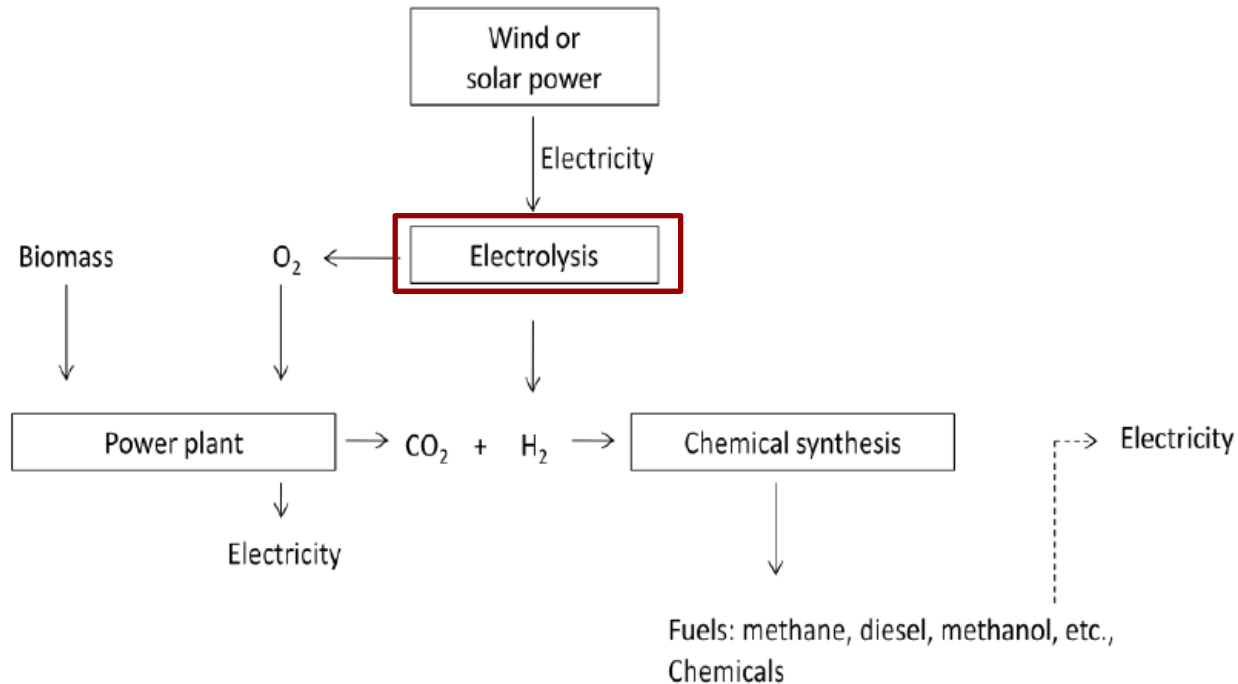 Wind or
solar power
Electricity
Biomass
O₂
Electrolysis
Power plant
CO₂ + H₂
Chemical synthesis
Electricity
Electricity
Fuels: methane, diesel, methanol, etc.,
Chemicals